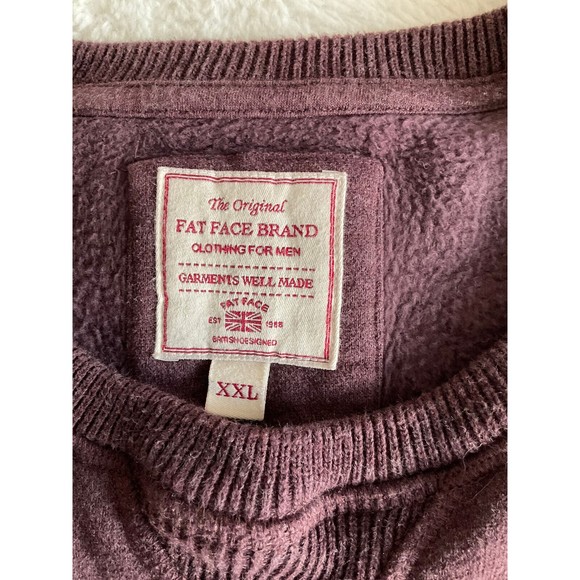 The Original
FAT FACE BRAND
CLOTHING FOR MEN
GARMENTS WELL MADE
FAT FACE
EST 1988
BRITISH DESIGNED
XXL